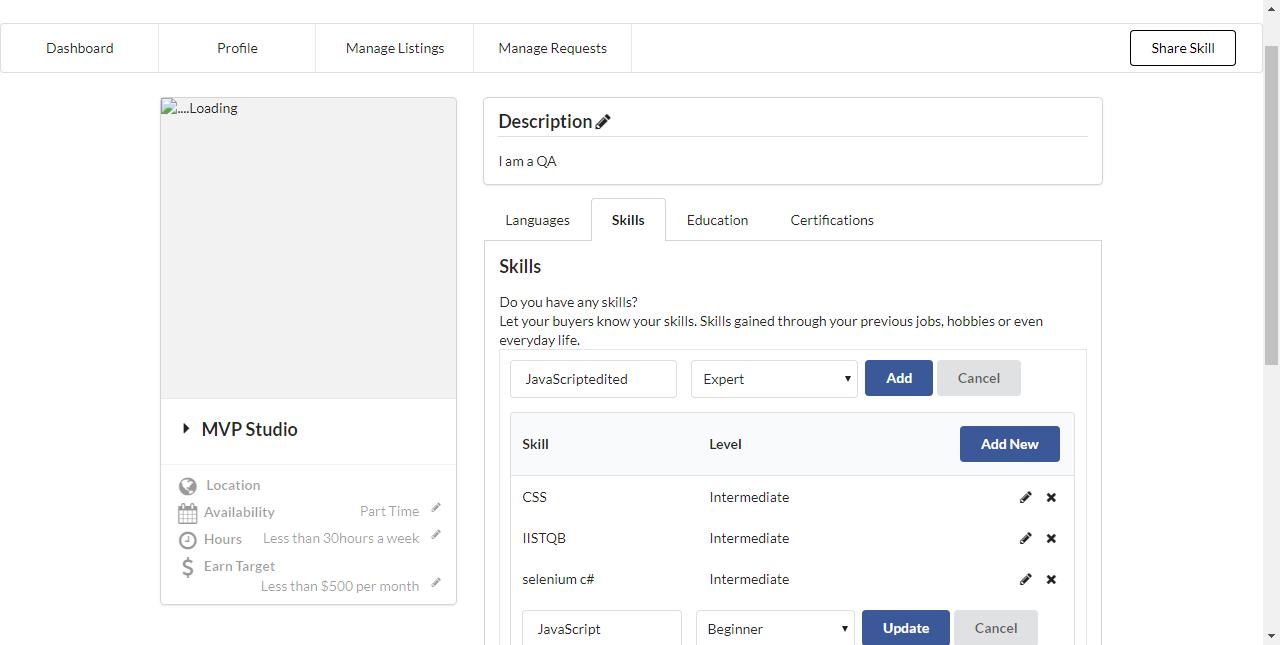 Dashboard
Profile
Manage Listings
Manage Requests
Share Skill
....Loading
MVP Studio
Location
Availability Part Time
Hours Less than 30hours a week
Earn Target
Less than $500 per month
Description
I am a QA
Languages
Skills
Education
Certifications
Skills
Do you have any skills?
Let your buyers know your skills. Skills gained through your previous jobs, hobbies or even
everyday life.
JavaScriptedited Expert Add Cancel
Skill Level Add New
CSS Intermediate
IISTQB Intermediate
selenium c# Intermediate
JavaScript Beginner Update Cancel